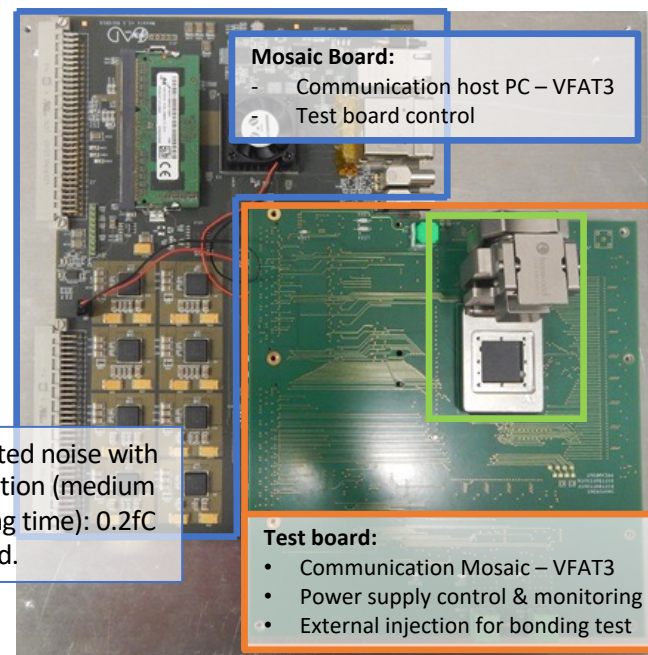 Mosaic Board:
- Communication host PC – VFAT3
- Test board control
ted noise with
tion (medium
ng time): 0.2fC
d.
Test board:
• Communication Mosaic – VFAT3
• Power supply control & monitoring
• External injection for bonding test